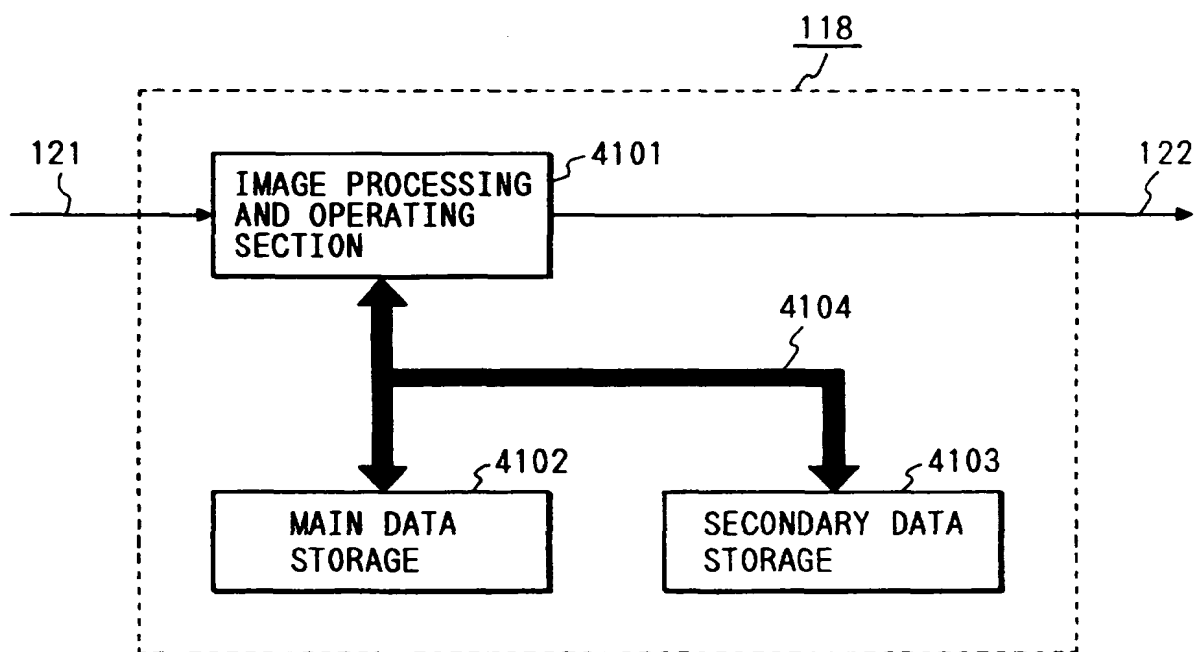 118
121
4101
122
IMAGE PROCESSING
AND OPERATING
SECTION
4104
4102
4103
MAIN DATA
STORAGE
SECONDARY DATA
STORAGE